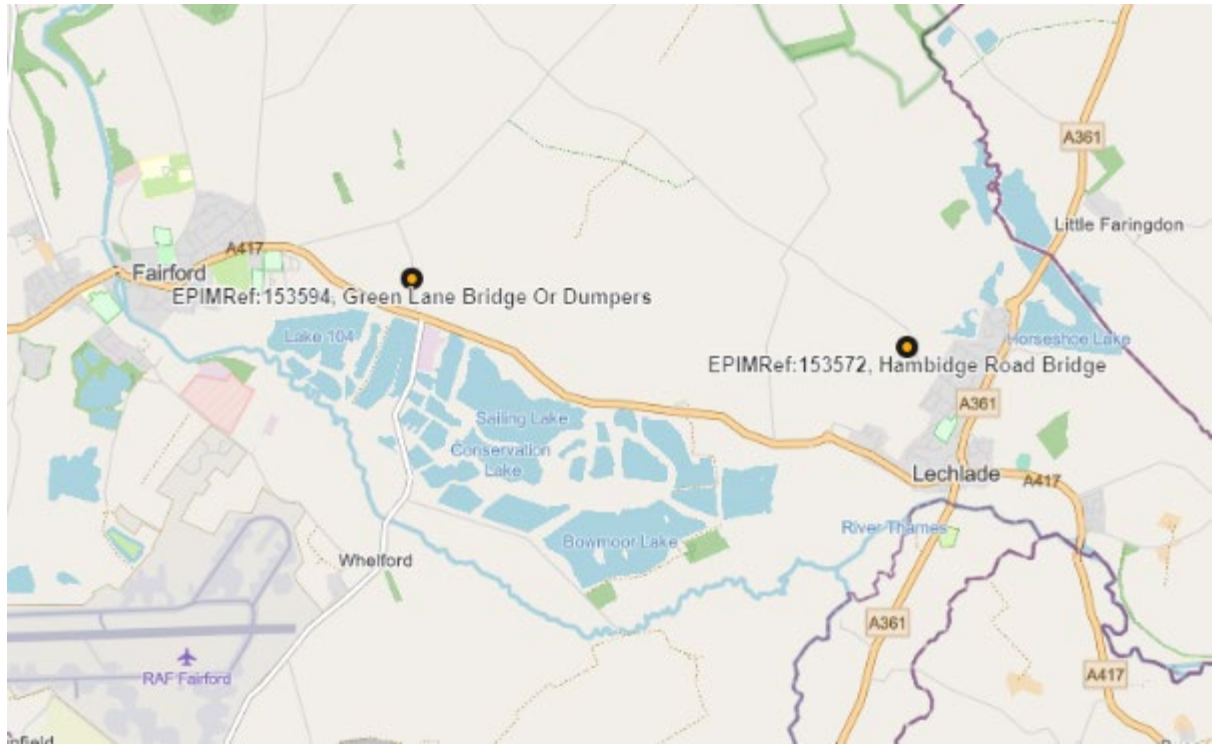 A361
Little Faringdon
A417
Fairford
EPIMRef:153594, Green Lane Bridge Or Dumpers
Lake 104
Horseshoe Lake
EPIMRef:153572, Hambidge Road Bridge
A361
Sailing Lake
Conservation
Lake
Lechlade
A417
River Thames
Bowmoor Lake
Whelford
A361
RAF Fairford
A417